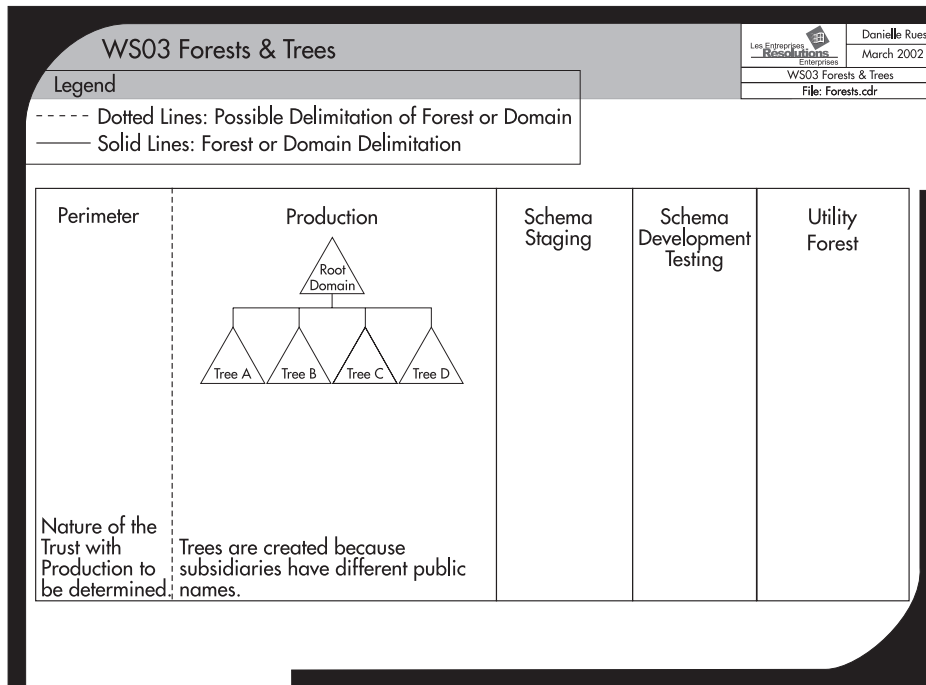 WS03 Forests & Trees
Les Entreprises
Resolutions
Enterprises
Danielle Rues
March 2002
WS03 Forests & Trees
File: Forests.cdr
Legend
Dotted Lines: Possible Delimitation of Forest or Domain
Solid Lines: Forest or Domain Delimitation
Perimeter
Production
Schema
Staging
Schema
Development
Testing
Utility
Forest
Root
Domain
Tree A
Tree B
Tree C
Tree D
Nature of the
Trust with
Production to
be determined.
Trees are created because
subsidiaries have different public
names.